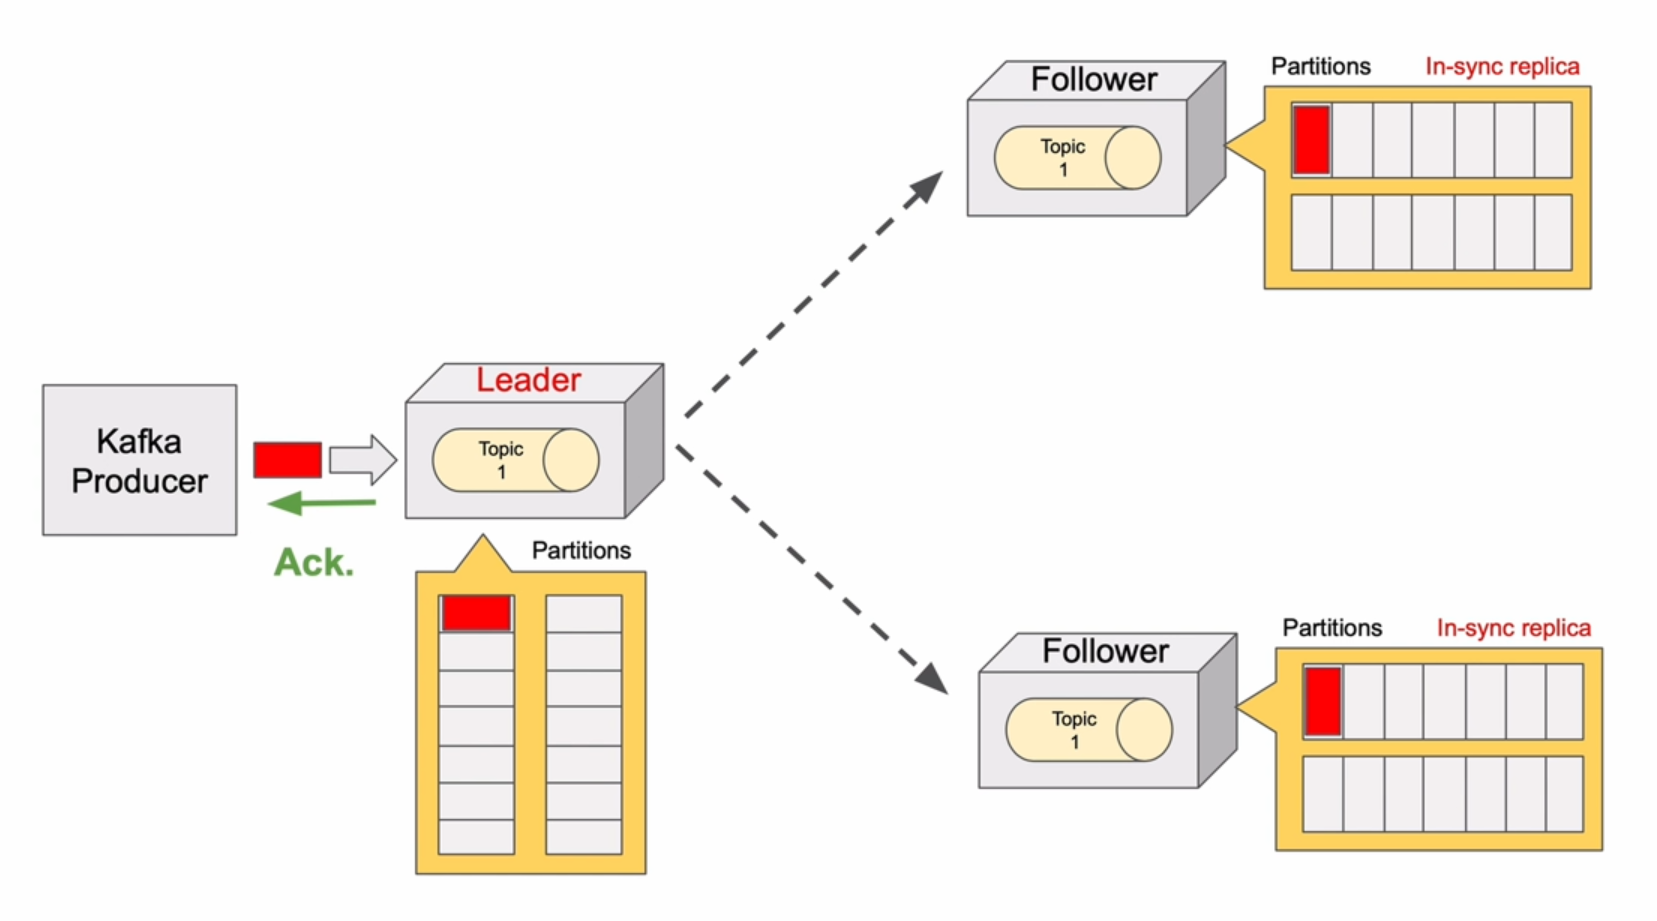 Follower
Topic
1
Partitions
In-sync replica
Kafka
Producer
Ack.
Leader
Topic
1
Partitions
Follower
Topic
1
Partitions
In-sync replica